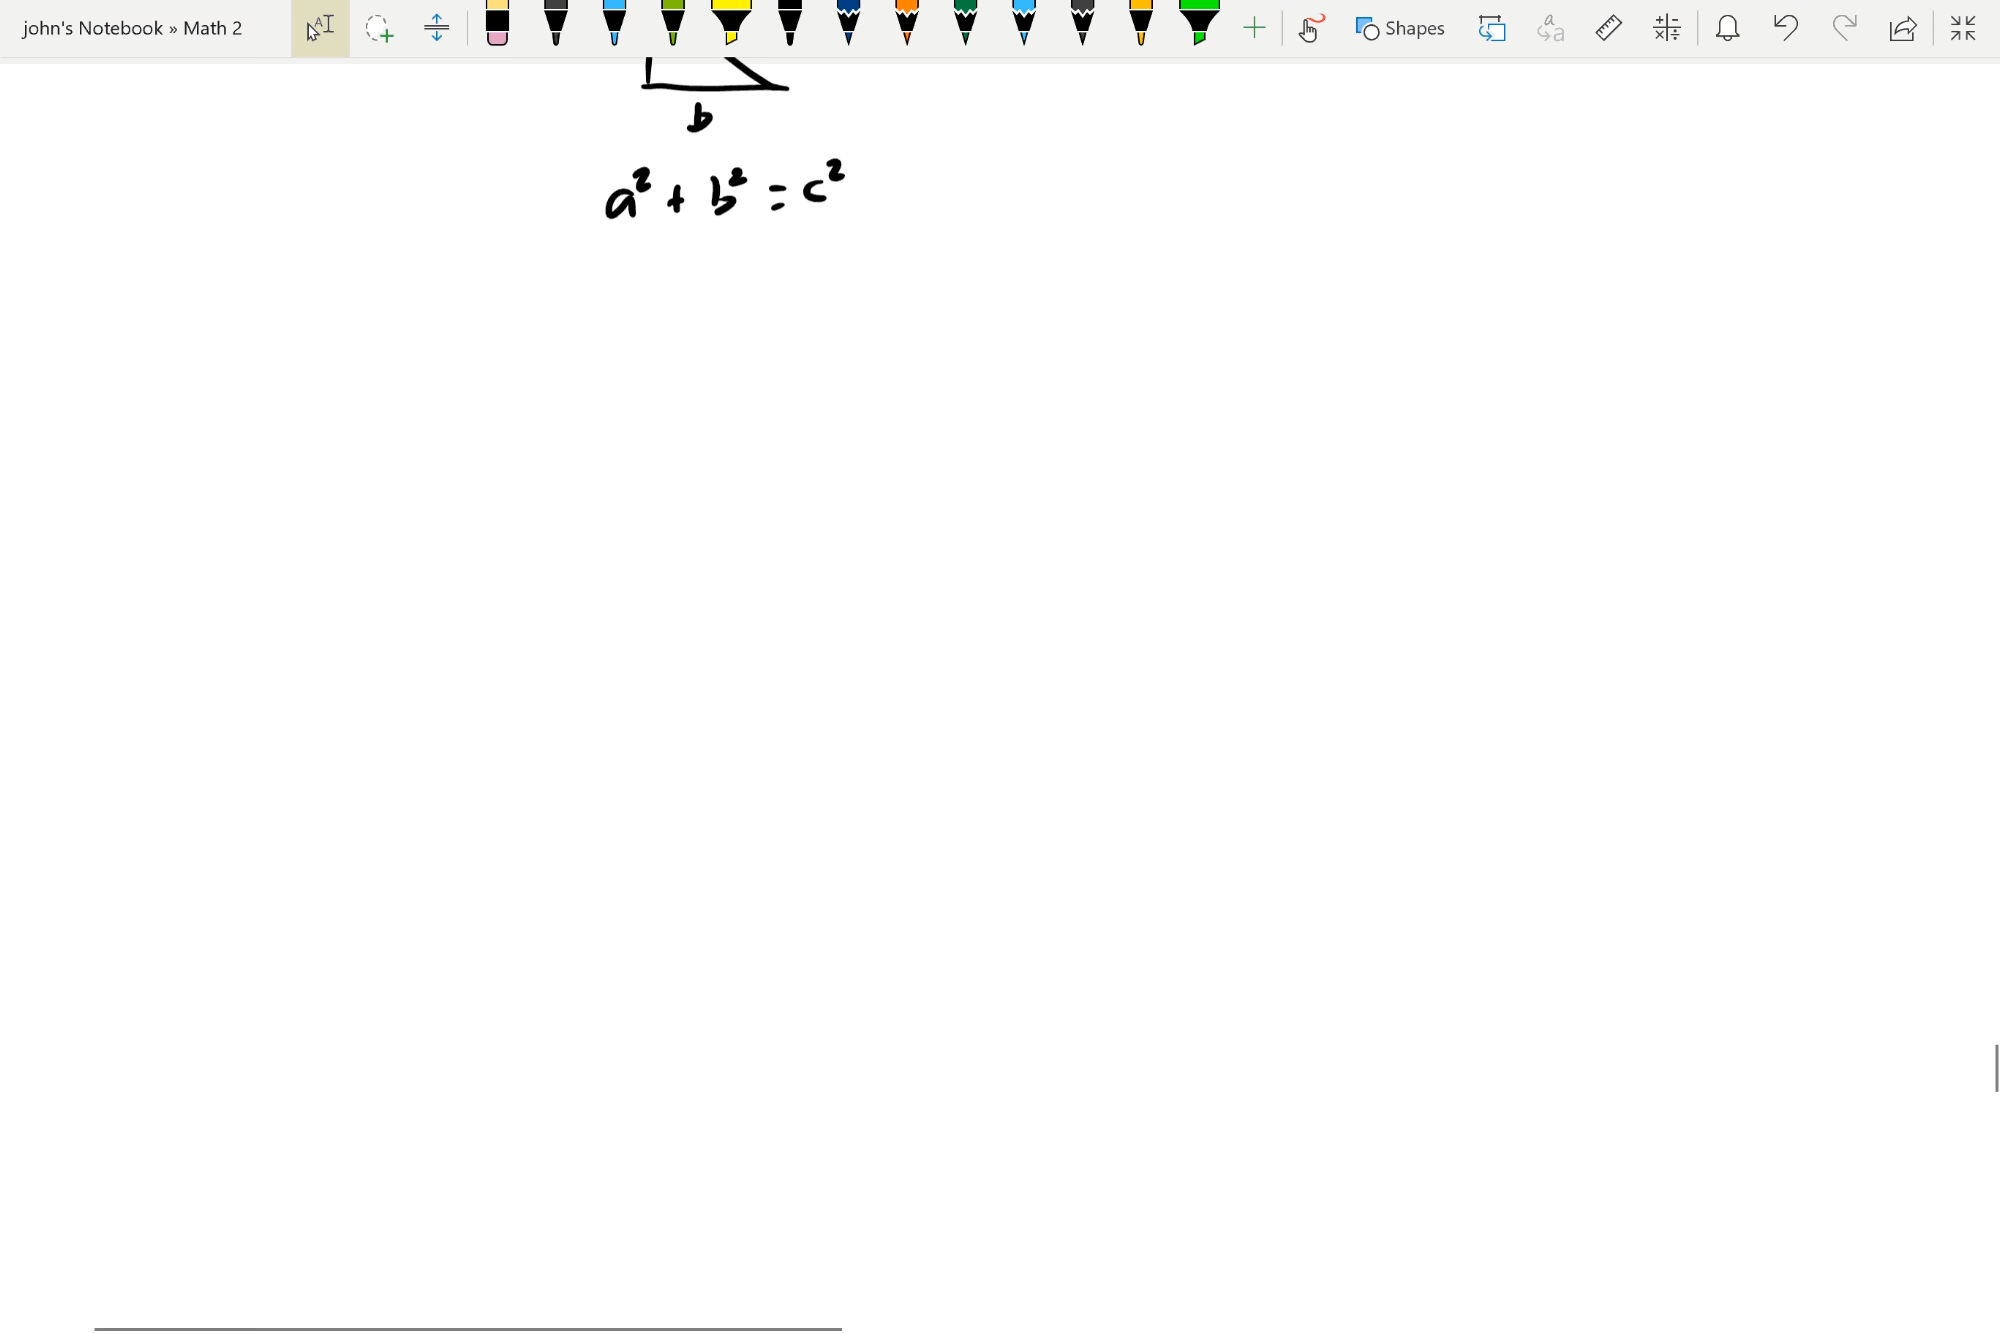 john's Notebook » Math 2
Shapes
b
a² + b² = c²